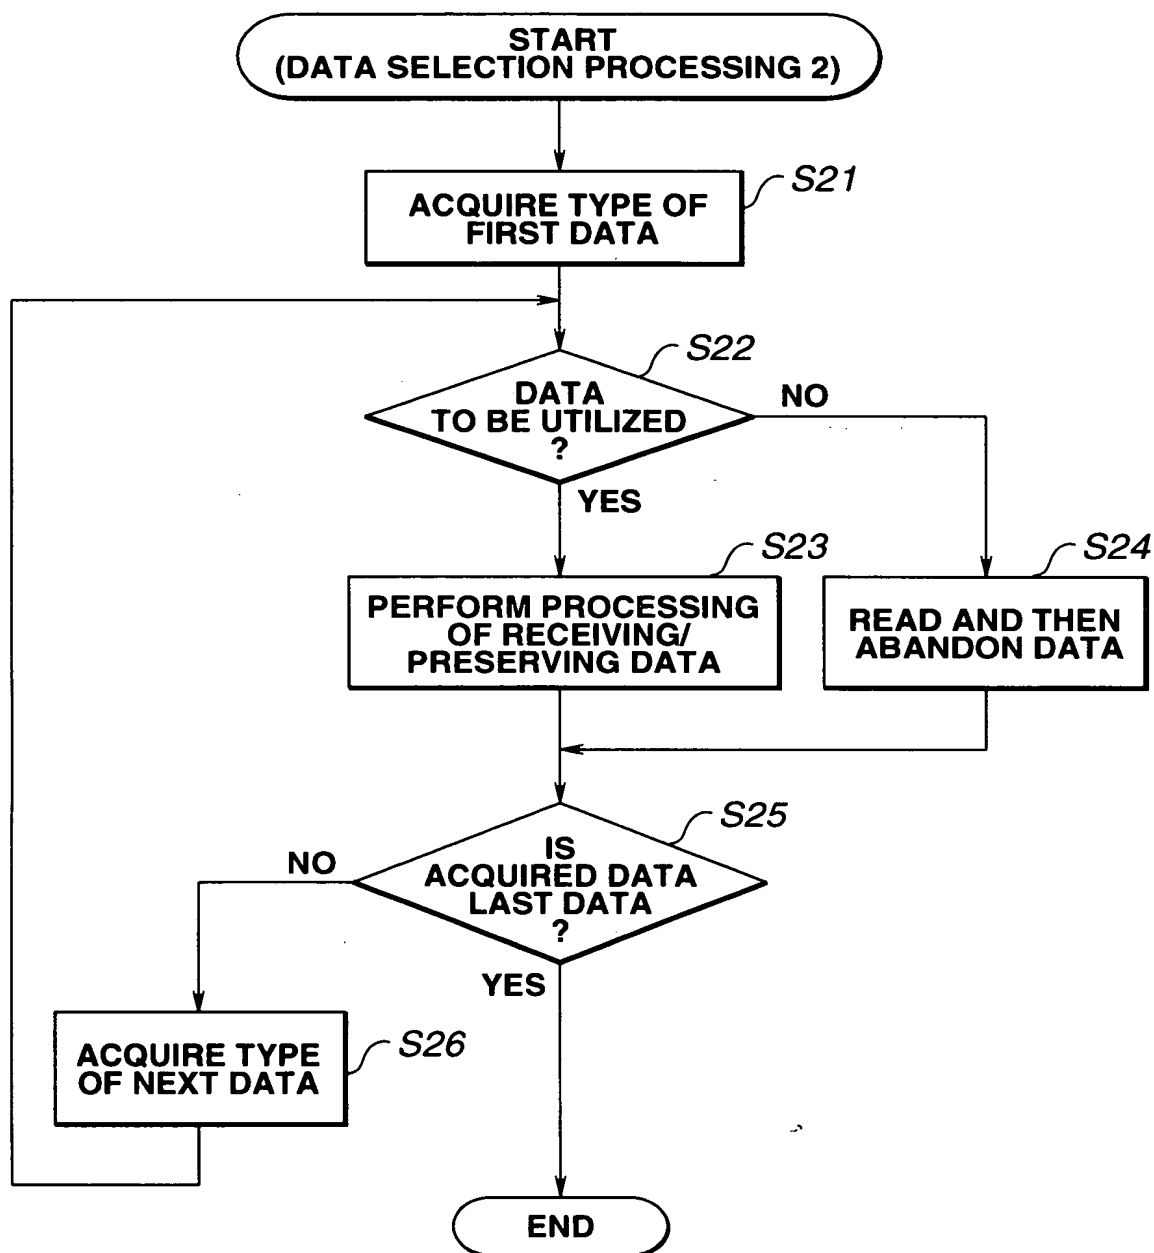 START
(DATA SELECTION PROCESSING 2)
S21
ACQUIRE TYPE OF
FIRST DATA
S22
DATA
TO BE UTILIZED
?
NO
YES
S23
PERFORM PROCESSING
OF RECEIVING/
PRESERVING DATA
S24
READ AND THEN
ABANDON DATA
S25
IS
ACQUIRED DATA
LAST DATA
?
NO
YES
S26
ACQUIRE TYPE
OF NEXT DATA
END